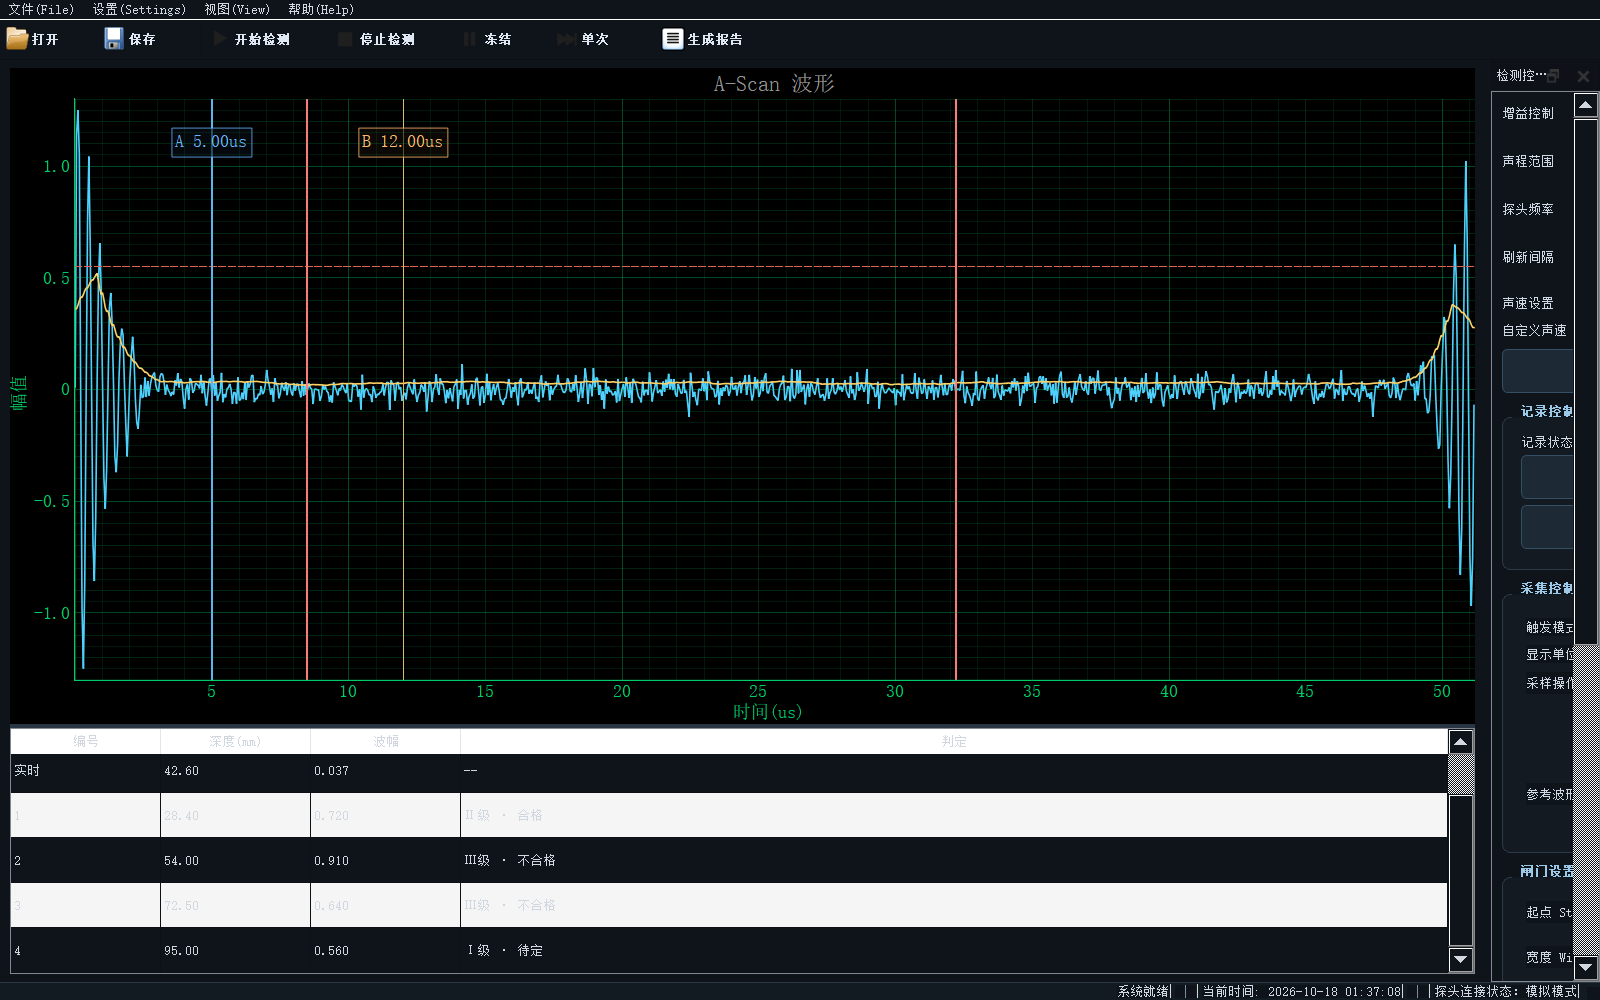 文件(File) 设置(Settings) 视图(View) 帮助(Help)
打开 保存 开始检测 停止检测 冻结 单次 生成报告
A-Scan 波形
A 5.00us
B 12.00us
1.0
0.5
0
-0.5
-1.0
幅值
5 10 15 20 25 30 35 40 45 50
时间(us)
编号 深度(mm) 波幅 判定
实时 42.60 0.037 --
1 28.40 0.720 II级 · 合格
2 54.00 0.910 III级 · 不合格
3 72.50 0.640 III级 · 不合格
4 95.00 0.560 I级 · 待定
检测控…
增益控制
声程范围
探头频率
刷新间隔
声速设置
自定义声速
记录控制
记录状态
采集控制
触发模式
显示单位
采样操作
参考波形
闸门设置
起点 St
宽度 Wi
系统就绪| | |当前时间: 2026-10-18 01:37:08| | |探头连接状态: 模拟模式|